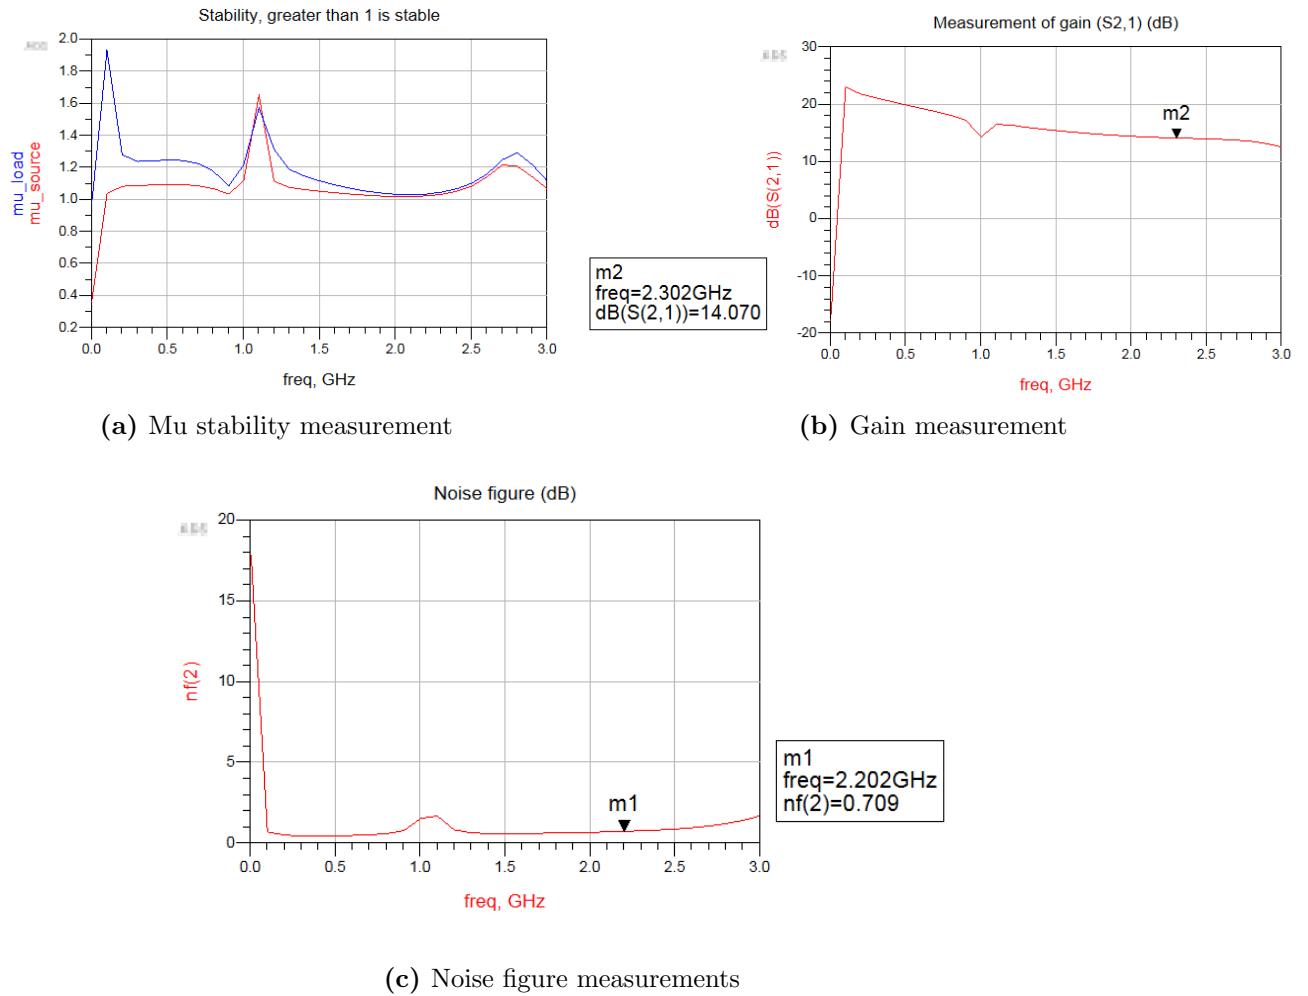 Stability, greater than 1 is stable
mu_load
mu_source
2.0
1.8
1.6
1.4
1.2
1.0
0.8
0.6
0.4
0.2
0.0 0.5 1.0 1.5 2.0 2.5 3.0
freq, GHz
m2
freq=2.302GHz
dB(S(2,1))=14.070
(a) Mu stability measurement
Measurement of gain (S2,1) (dB)
dB(S(2,1))
30
20
10
0
-10
-20
m2
0.0 0.5 1.0 1.5 2.0 2.5 3.0
freq, GHz
(b) Gain measurement
Noise figure (dB)
nf(2)
20
15
10
5
0
m1
0.0 0.5 1.0 1.5 2.0 2.5 3.0
freq, GHz
m1
freq=2.202GHz
nf(2)=0.709
(c) Noise figure measurements